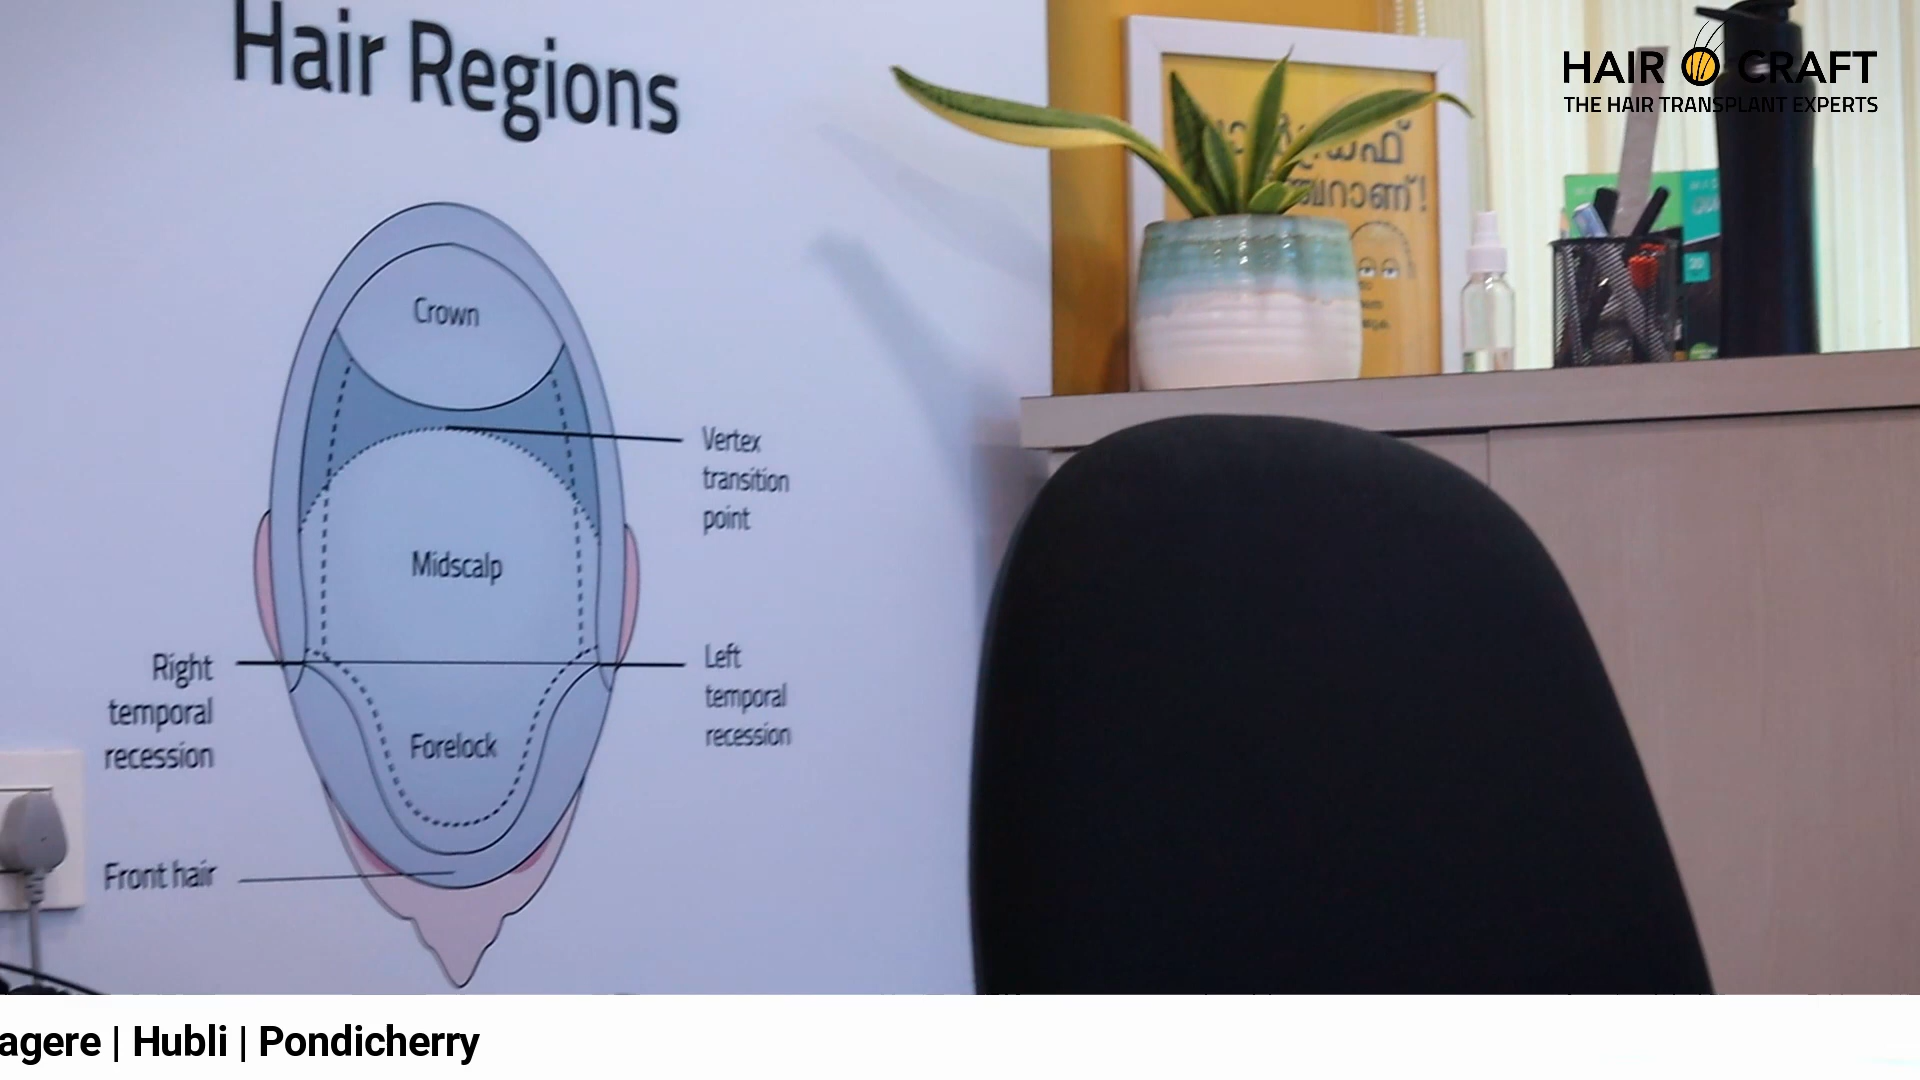 Hair Regions
HAIR CRAFT
THE HAIR TRANSPLANT EXPERTS
Crown
Vertex
transition
point
Midscalp
Right
temporal
recession
Left
temporal
recession
Forelock
Front hair
agere | Hubli | Pondicherry